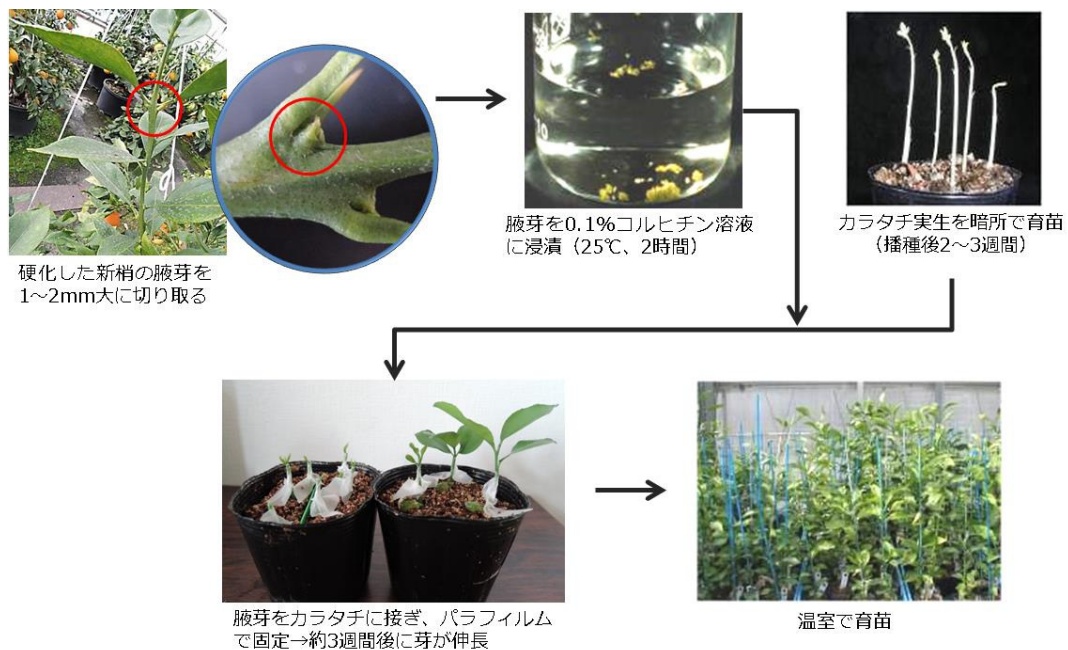 硬化した新梢の腋芽を
1～2mm大に切り取る
腋芽を0.1%コルヒチン溶液
に浸漬（25℃、2時間）
カラタチ実生を暗所で育苗
（播種後2～3週間）
腋芽をカラタチに接ぎ、パラフィルム
で固定→約3週間後に芽が伸長
温室で育苗